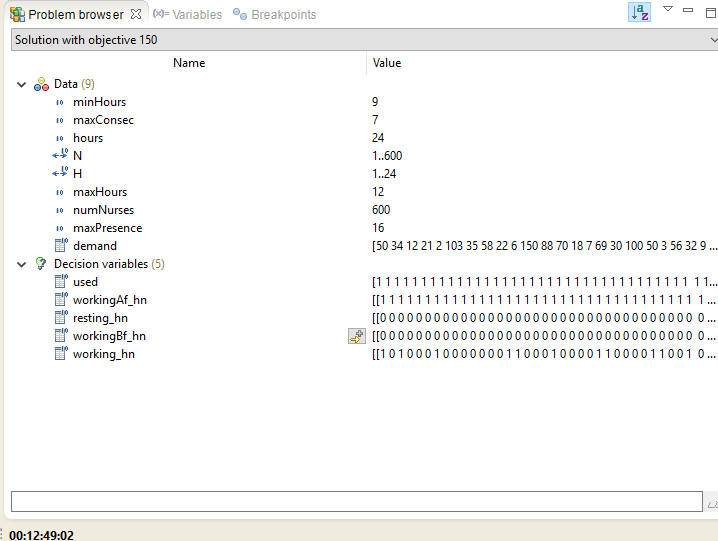 Problem browser (x)= Variables Breakpoints
Solution with objective 150
Name Value
Data (9)
minHours 9
maxConsec 7
hours 24
N 1..600
H 1..24
maxHours 12
numNurses 600
maxPresence 16
demand [50 34 12 21 2 103 35 58 22 6 150 88 70 18 7 69 30 100 50 3 56 32 9 ...
Decision variables (5)
used [1 1 1 1 1 1 1 1 1 1 1 1 1 1 1 1 1 1 1 1 1 1 1 1 1 1 1 1 1 1 1 1 1 1 1 1 1...
workingAf_hn [[1 1 1 1 1 1 1 1 1 1 1 1 1 1 1 1 1 1 1 1 1 1 1 1 1 1 1 1 1 1 1 1 1 1 1 1 ...
resting_hn [[0 0 0 0 0 0 0 0 0 0 0 0 0 0 0 0 0 0 0 0 0 0 0 0 0 0 0 0 0 0 0 0 0 0 0 0 ...
workingBf_hn [[0 0 0 0 0 0 0 0 0 0 0 0 0 0 0 0 0 0 0 0 0 0 0 0 0 0 0 0 0 0 0 0 0 0 0 0 ...
working_hn [[1 0 1 0 0 0 1 0 0 0 0 0 0 0 1 1 0 0 0 1 0 0 0 0 1 1 0 0 0 0 1 1 0 0 1 0 ...
00:12:49:02